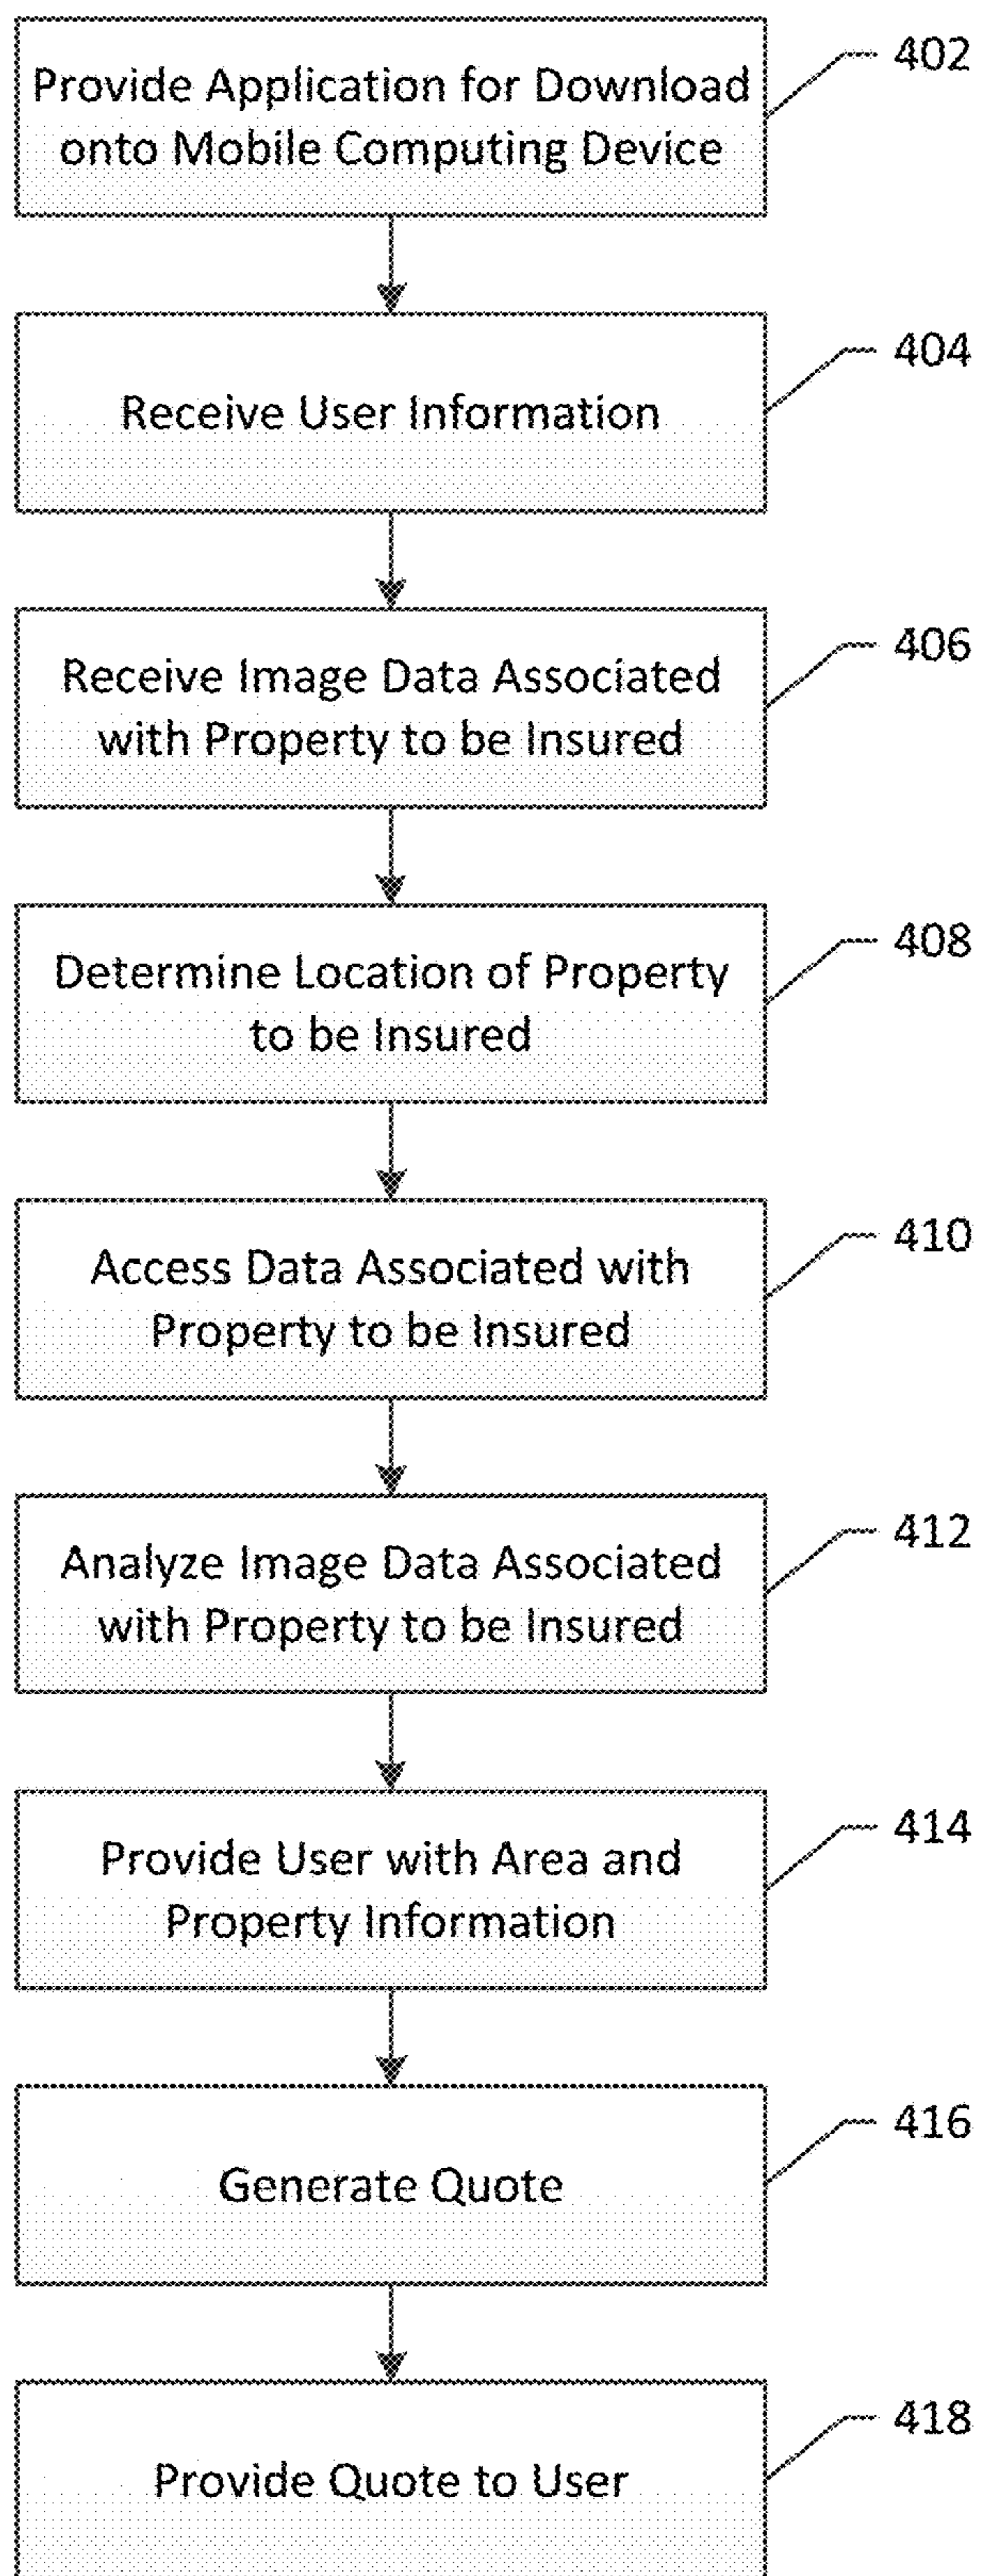 Provide Application for Download
onto Mobile Computing Device
402
Receive User Information
404
Receive Image Data Associated
with Property to be Insured
406
Determine Location of Property
to be Insured
408
Access Data Associated with
Property to be Insured
410
Analyze Image Data Associated
with Property to be Insured
412
Provide User with Area and
Property Information
414
Generate Quote
416
Provide Quote to User
418